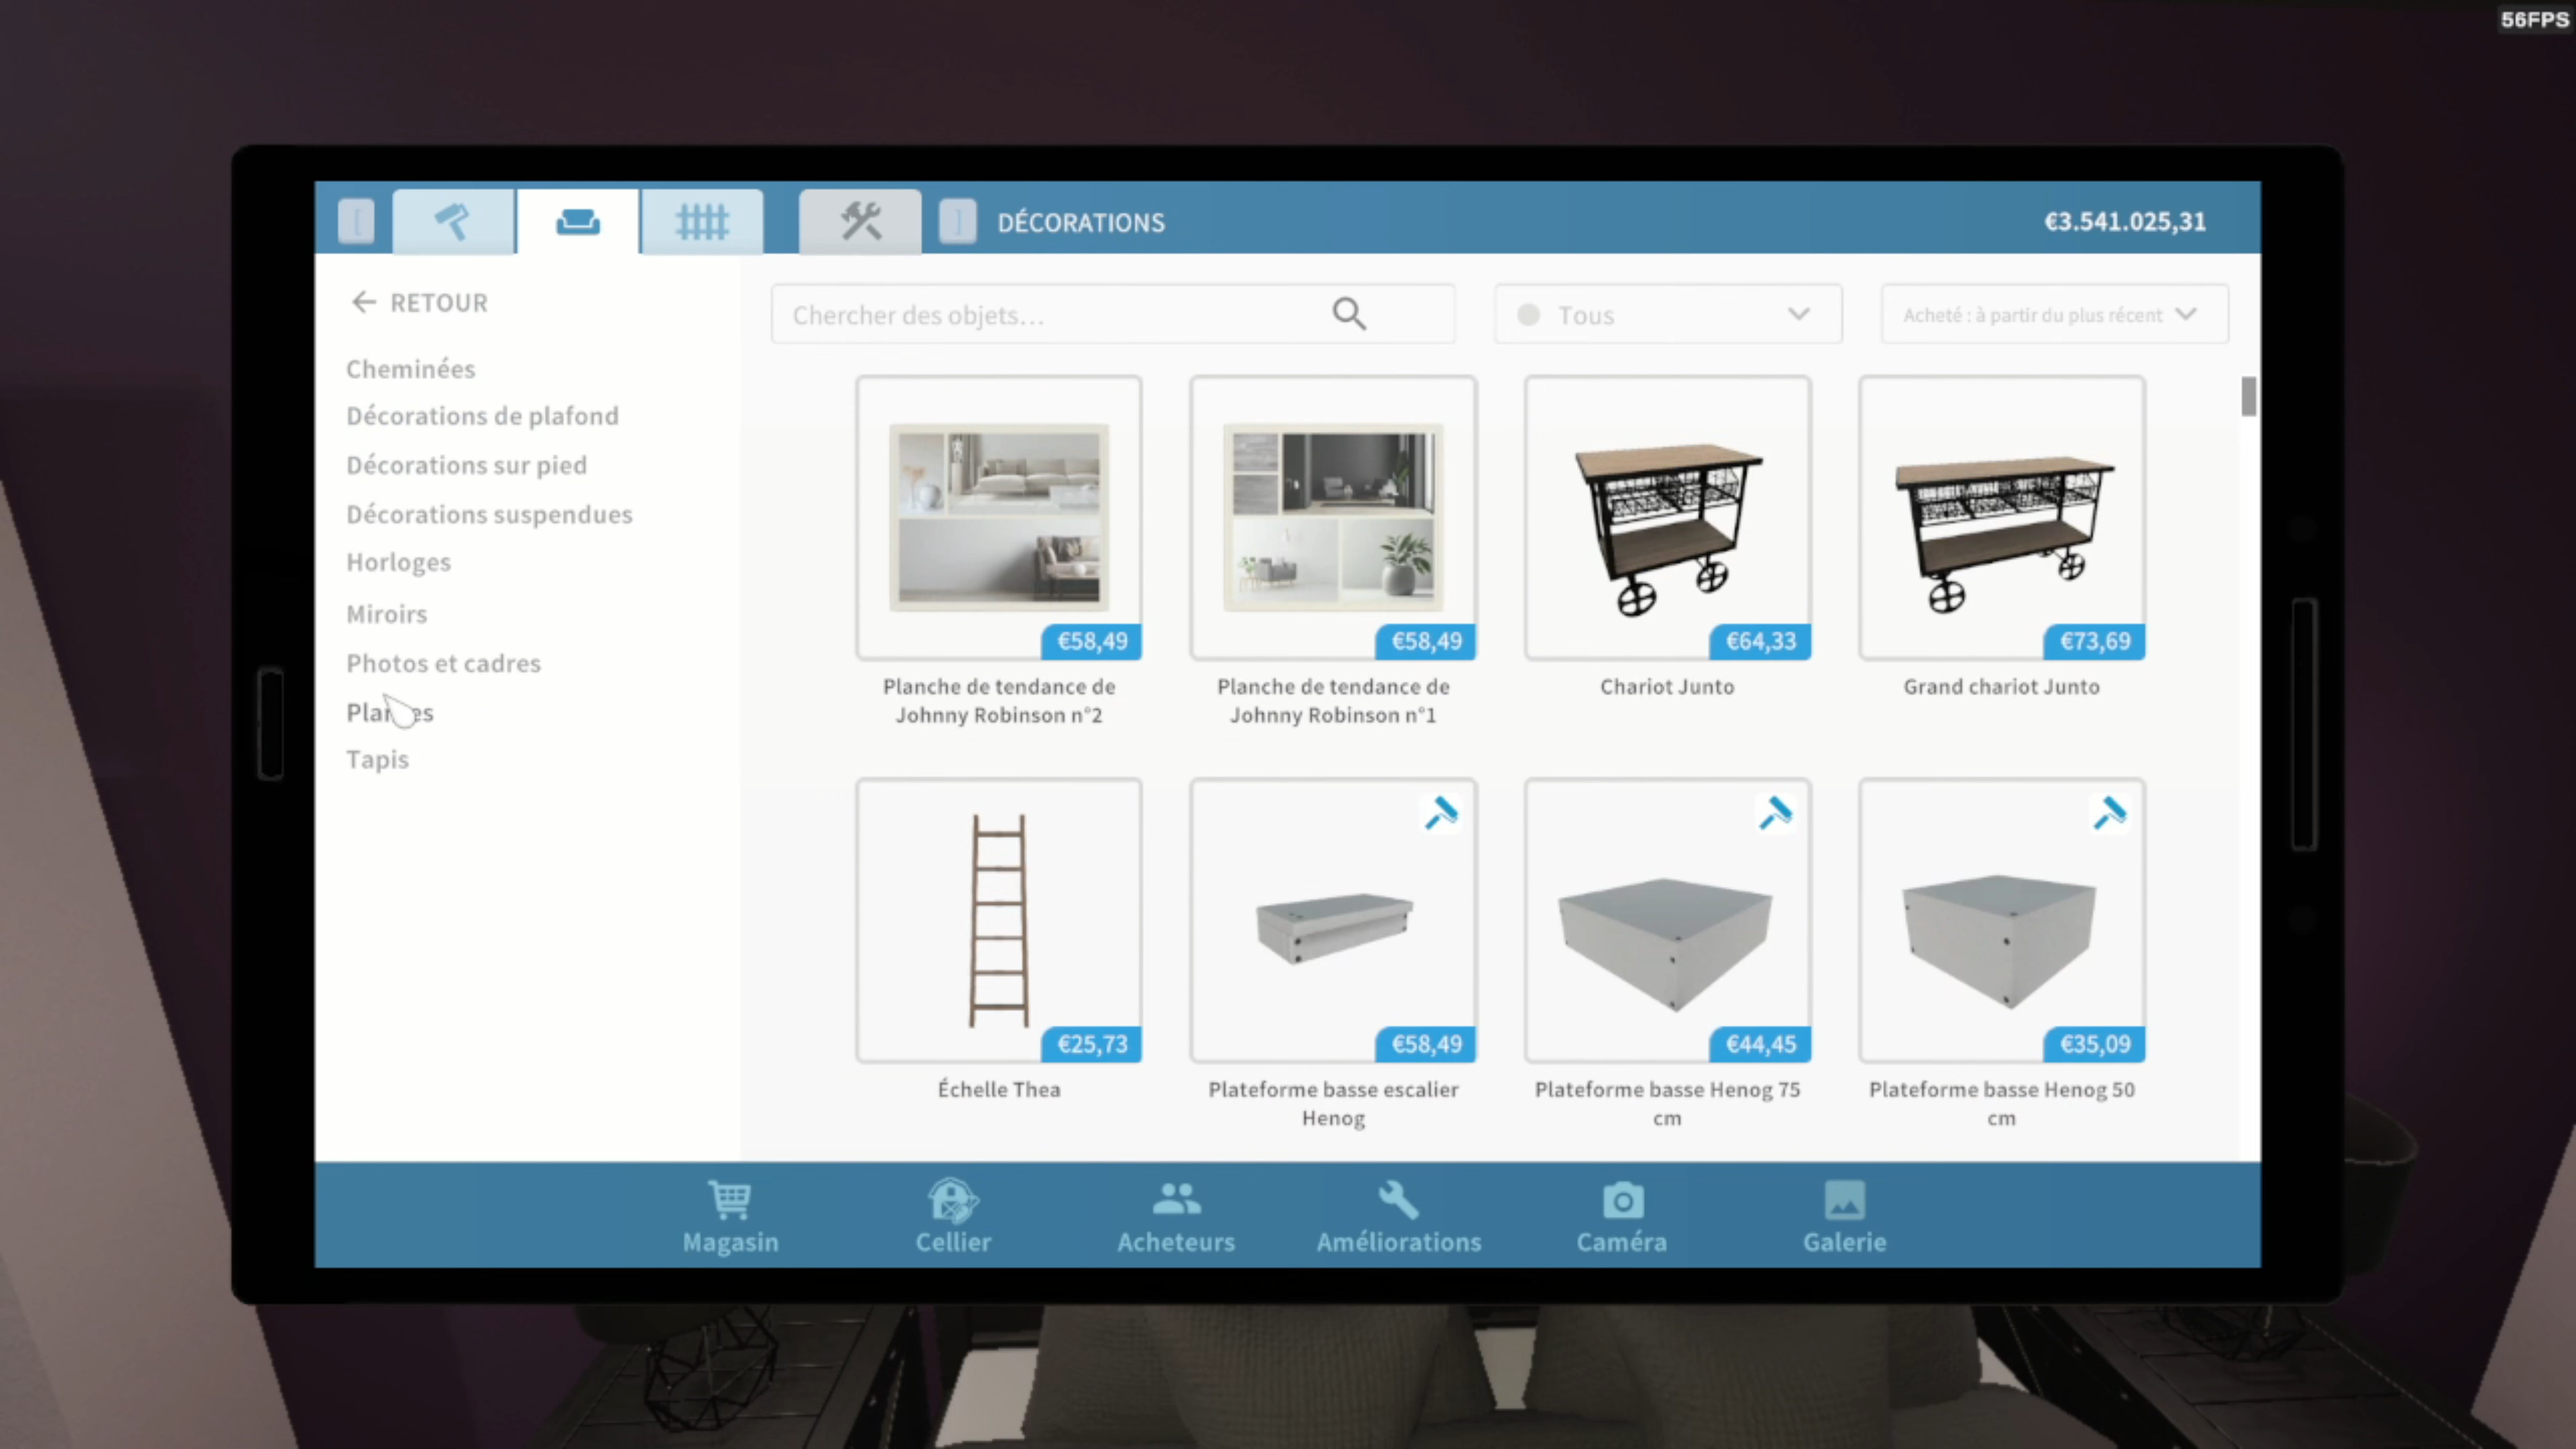 56FPS
[
]
DÉCORATIONS
€3.541.025,31
RETOUR
Cheminées
Décorations de plafond
Décorations sur pied
Décorations suspendues
Horloges
Miroirs
Photos et cadres
Tapis
Chercher des objets...
Tous
Acheté : à partir du plus récent
€58,49
€58,49
€64,33
€73,69
Planche de tendance de
Johnny Robinson n°2
Planche de tendance de
Johnny Robinson n°1
Chariot Junto
Grand chariot Junto
€25,73
€58,49
€44,45
€35,09
Échelle Thea
Plateforme basse escalier
Henog
Plateforme basse Henog 75
cm
Plateforme basse Henog 50
cm
Magasin
Cellier
Acheteurs
Améliorations
Caméra
Galerie